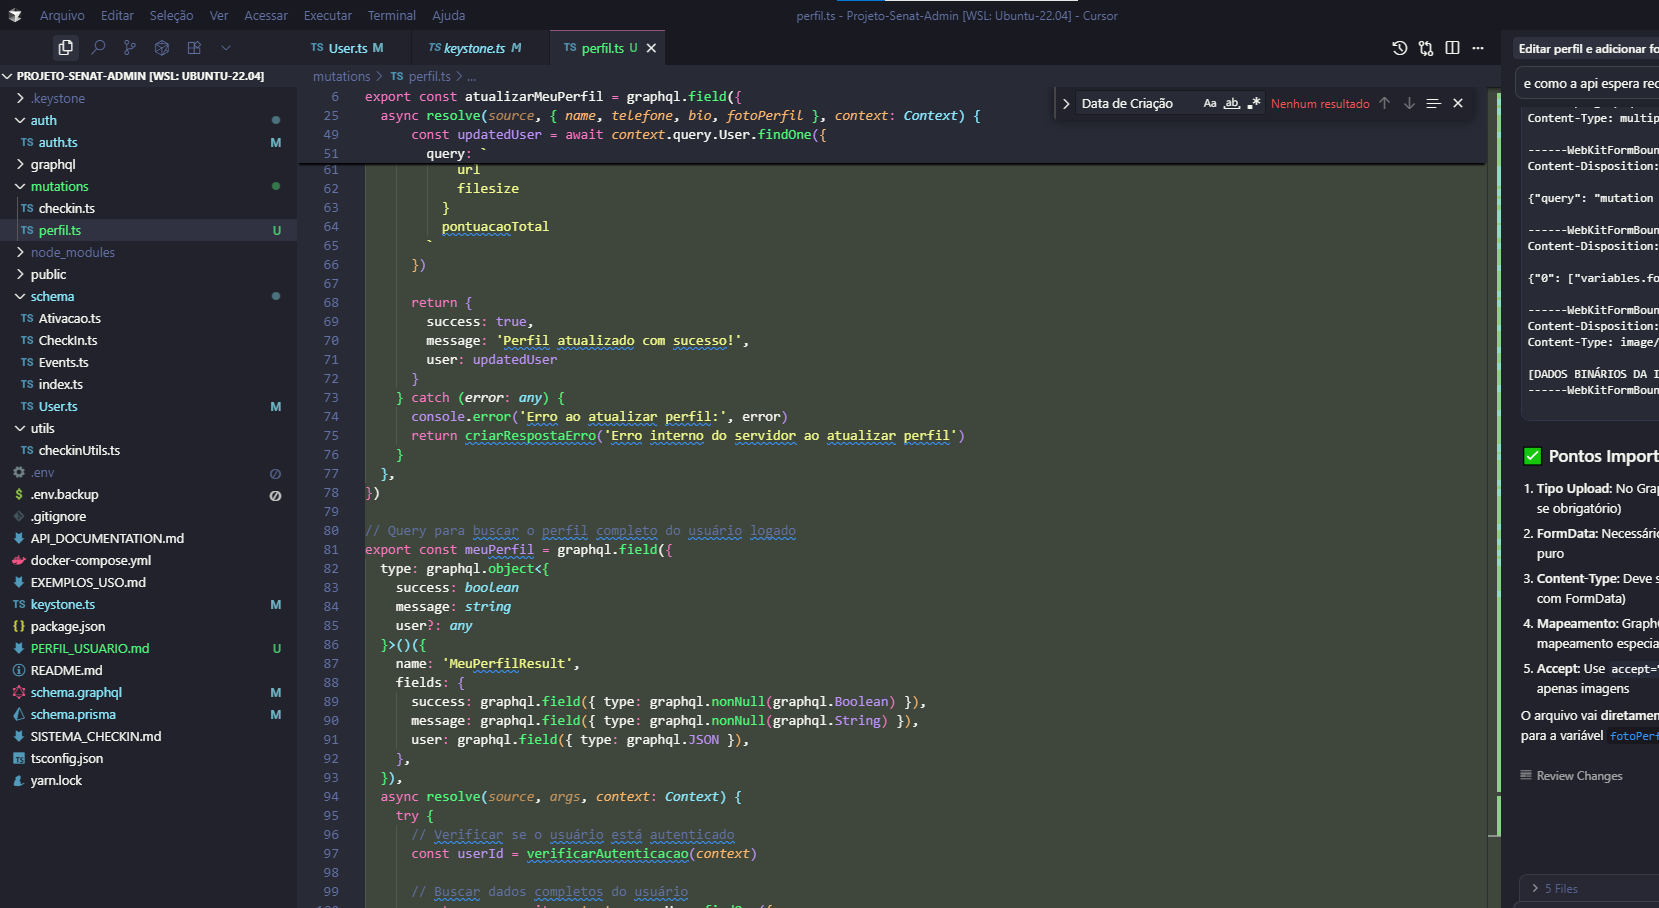 Arquivo Editar Seleção Ver Acessar Executar Terminal Ajuda
perfil.ts - Projeto-Senat-Admin [WSL: Ubuntu-22.04] - Cursor
TS User.ts M
TS keystone.ts M
TS perfil.ts U
PROJETO-SENAT-ADMIN [WSL: UBUNTU-22.04]
.keystone
auth
TS auth.ts M
graphql
mutations
TS checkin.ts
TS perfil.ts U
node_modules
public
schema
TS Ativacao.ts
TS CheckIn.ts
TS Events.ts
TS index.ts
TS User.ts M
utils
TS checkinUtils.ts
.env
$ .env.backup
.gitignore
API_DOCUMENTATION.md
docker-compose.yml
EXEMPLOS_USO.md
TS keystone.ts M
{} package.json
PERFIL_USUARIO.md U
README.md
schema.graphql M
schema.prisma M
SISTEMA_CHECKIN.md
tsconfig.json
yarn.lock
mutations > TS perfil.ts > ...
Data de Criação Aa ab .* Nenhum resultado
6 export const atualizarMeuPerfil = graphql.field({
25 async resolve(source, { name, telefone, bio, fotoPerfil }, context: Context) {
49 const updatedUser = await context.query.User.findOne({
51 query: `
61 url
62 filesize
63 }
64 pontuacaoTotal
65 `
66 })
67
68 return {
69 success: true,
70 message: 'Perfil atualizado com sucesso!',
71 user: updatedUser
72 }
73 } catch (error: any) {
74 console.error('Erro ao atualizar perfil:', error)
75 return criarRespostaErro('Erro interno do servidor ao atualizar perfil')
76 }
77 },
78 })
79
80 // Query para buscar o perfil completo do usuário logado
81 export const meuPerfil = graphql.field({
82 type: graphql.object<{
83 success: boolean
84 message: string
85 user?: any
86 }>()({
87 name: 'MeuPerfilResult',
88 fields: {
89 success: graphql.field({ type: graphql.nonNull(graphql.Boolean) }),
90 message: graphql.field({ type: graphql.nonNull(graphql.String) }),
91 user: graphql.field({ type: graphql.JSON }),
92 },
93 }),
94 async resolve(source, args, context: Context) {
95 try {
96 // Verificar se o usuário está autenticado
97 const userId = verificarAutenticacao(context)
98
99 // Buscar dados completos do usuário
Editar perfil e adicionar fo
e como a api espera rec
Content-Type: multip
------WebKitFormBoun
Content-Disposition:
{"query": "mutation
------WebKitFormBoun
Content-Disposition:
{"0": ["variables.fo
------WebKitFormBoun
Content-Disposition:
Content-Type: image/
[DADOS BINÁRIOS DA I
------WebKitFormBoun
✅ Pontos Import
1. Tipo Upload: No Grap
se obrigatório)
2. FormData: Necessário
puro
3. Content-Type: Deve s
com FormData)
4. Mapeamento: GraphQ
mapeamento especia
5. Accept: Use accept="
apenas imagens
O arquivo vai diretamen
para a variável fotoPerf
Review Changes
5 Files